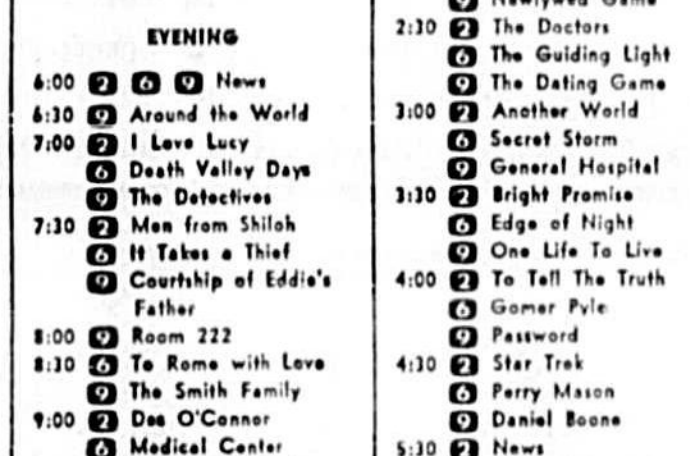 EVENING
6:00 2 6 9 News
6:30 9 Around the World
7:00 2 I Love Lucy
6 Death Valley Days
9 The Detectives
7:30 2 Men from Shiloh
6 It Takes a Thief
9 Courtship of Eddie's
Father
8:00 9 Room 222
8:30 6 To Rome with Love
9 The Smith Family
9:00 2 Des O'Connor
6 Medical Center
9 Newlywed Game
2:30 2 The Doctors
6 The Guiding Light
9 The Dating Game
3:00 2 Another World
6 Secret Storm
9 General Hospital
3:30 2 Bright Promise
6 Edge of Night
9 One Life To Live
4:00 2 To Tell The Truth
6 Gomer Pyle
9 Password
4:30 2 Star Trek
6 Perry Mason
9 Daniel Boone
5:30 2 News